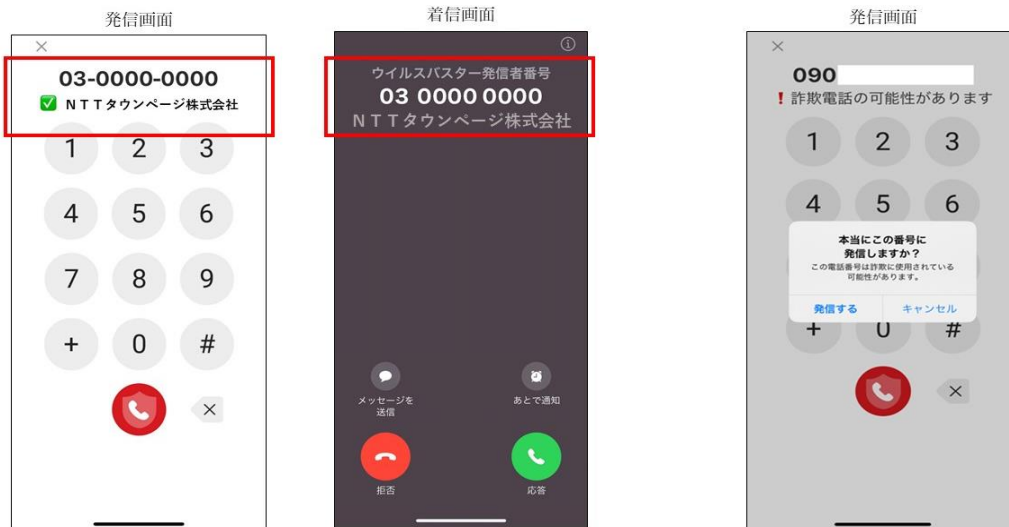 発信画面
×
03-0000-0000
✅ NTTタウンページ株式会社
1 2 3
4 5 6
7 8 9
+ 0 #
×
着信画面
ウイルスバスター発信者番号
03 0000 0000
NTTタウンページ株式会社
メッセージを
送信
あとで通知
拒否
応答
発信画面
×
090
❗詐欺電話の可能性があります
1 2 3
4 5 6
本当にこの番号に
発信しますか？
この電話番号は詐欺に使用されている
可能性があります。
発信する キャンセル
+ 0 #
×